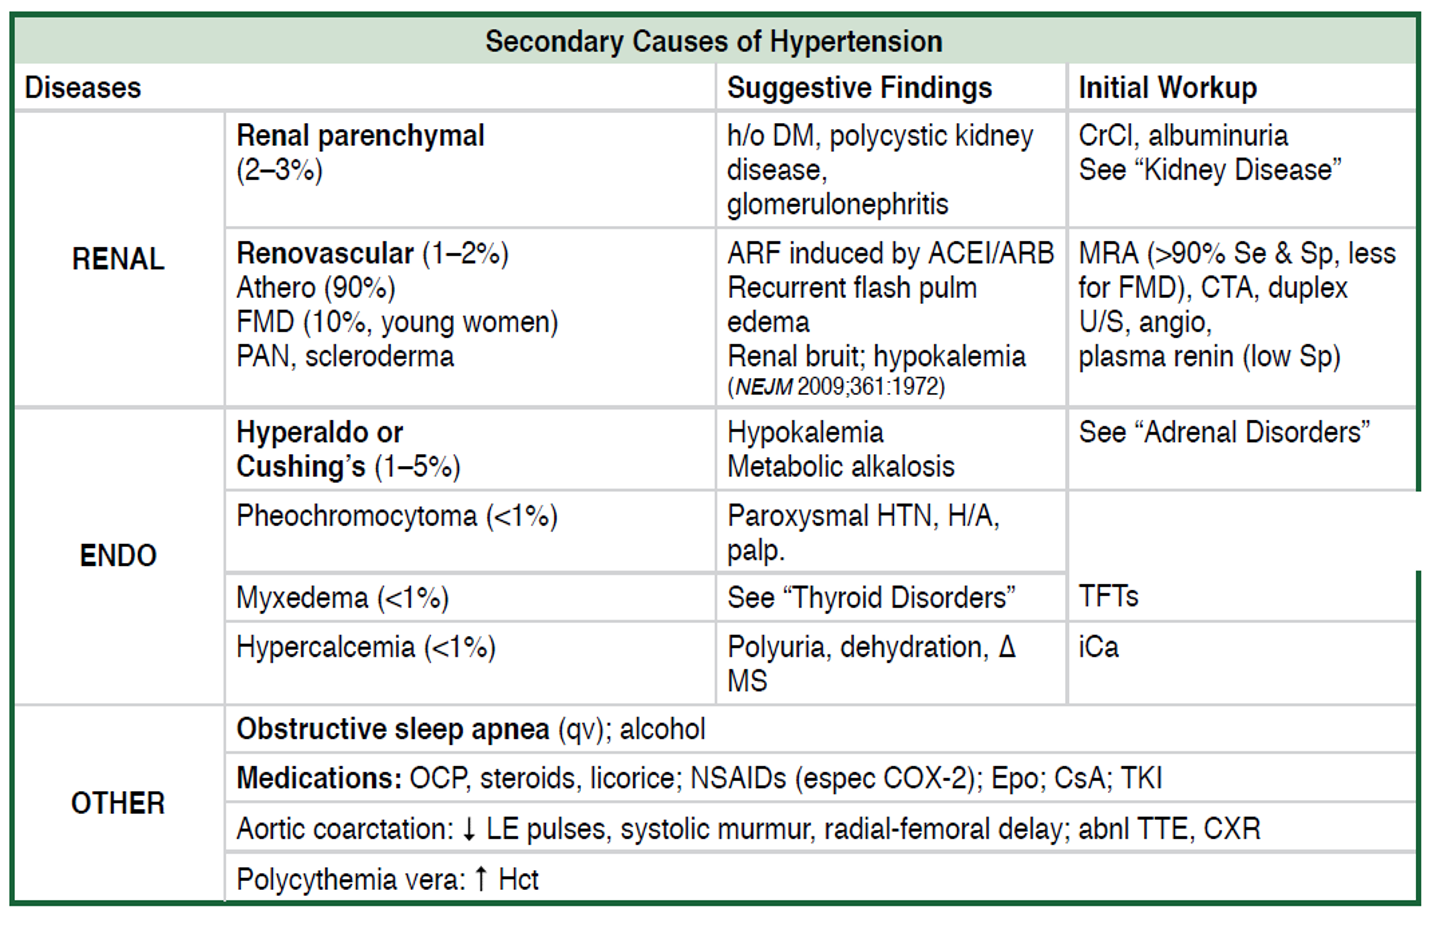 Secondary Causes of Hypertension
Diseases
Suggestive Findings
Initial Workup
RENAL
Renal parenchymal
(2–3%)
h/o DM, polycystic kidney
disease,
glomerulonephritis
CrCl, albuminuria
See “Kidney Disease”
Renovascular (1–2%)
Athero (90%)
FMD (10%, young women)
PAN, scleroderma
ARF induced by ACEI/ARB
Recurrent flash pulm
edema
Renal bruit; hypokalemia
(NEJM 2009;361:1972)
MRA (>90% Se & Sp, less
for FMD), CTA, duplex
U/S, angio,
plasma renin (low Sp)
ENDO
Hyperaldo or
Cushing’s (1–5%)
Hypokalemia
Metabolic alkalosis
See “Adrenal Disorders”
Pheochromocytoma (<1%)
Paroxysmal HTN, H/A,
palp.
Myxedema (<1%)
See “Thyroid Disorders”
TFTs
Hypercalcemia (<1%)
Polyuria, dehydration, Δ
MS
iCa
OTHER
Obstructive sleep apnea (qv); alcohol
Medications: OCP, steroids, licorice; NSAIDs (espec COX-2); Epo; CsA; TKI
Aortic coarctation: ↓ LE pulses, systolic murmur, radial-femoral delay; abnl TTE, CXR
Polycythemia vera: ↑ Hct